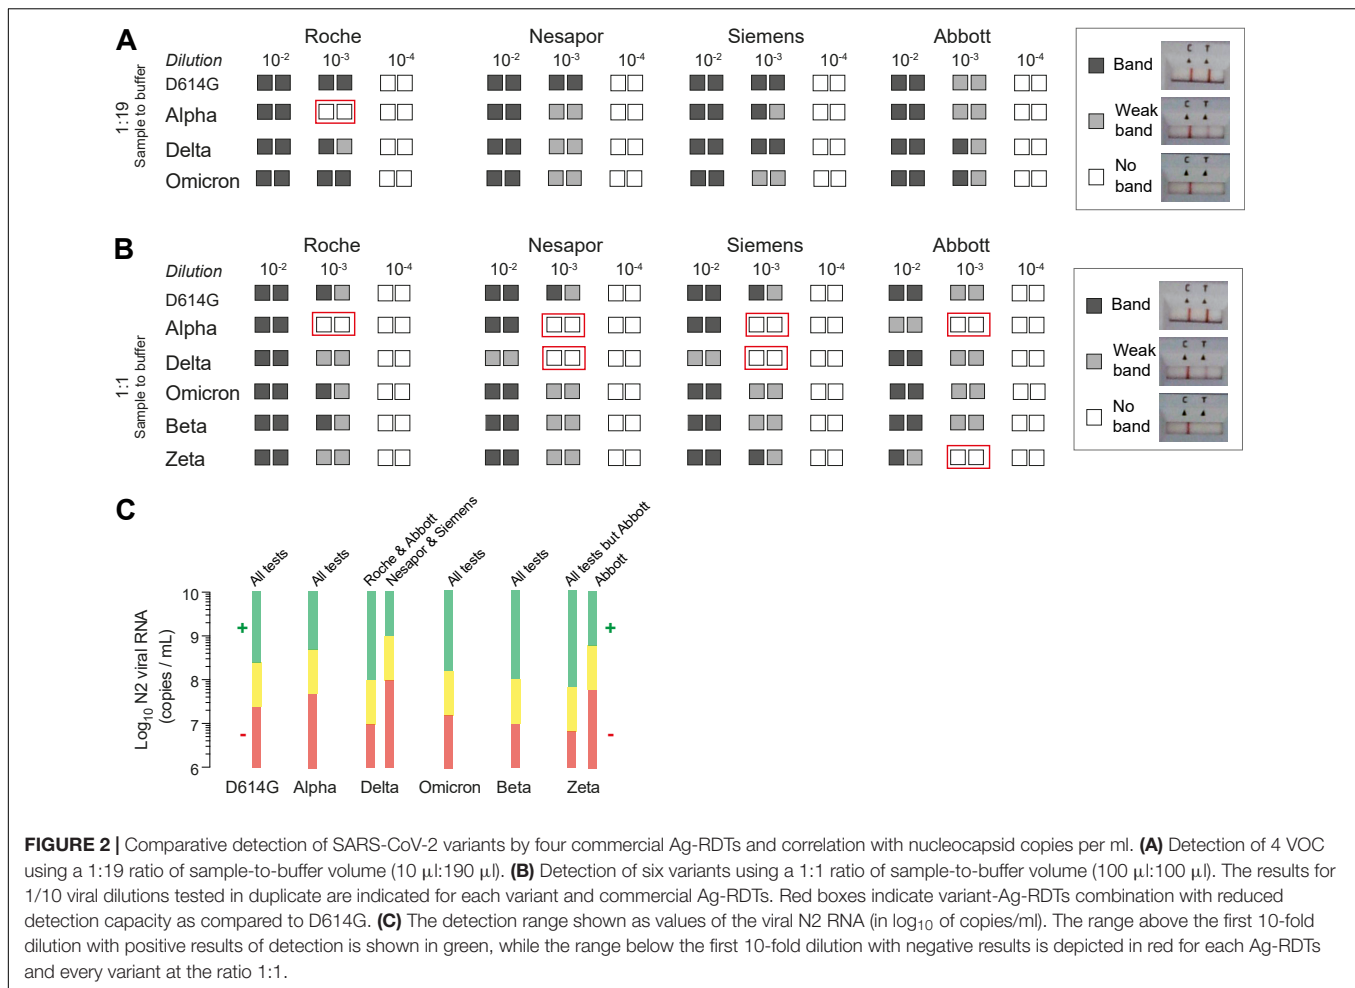 A
Roche Nesapor Siemens Abbott
Dilution 10-2 10-3 10-4 10-2 10-3 10-4 10-2 10-3 10-4 10-2 10-3 10-4
1:19
Sample to buffer
D614G
Alpha
Delta
Omicron
Band
C T
Weak
band
C T
No
band
C T
B
Roche Nesapor Siemens Abbott
Dilution 10-2 10-3 10-4 10-2 10-3 10-4 10-2 10-3 10-4 10-2 10-3 10-4
1:1
Sample to buffer
D614G
Alpha
Delta
Omicron
Beta
Zeta
Band
C T
Weak
band
C T
No
band
C T
C
All tests
All tests
Roche & Abbott
Nesapor & Siemens
All tests
All tests
All tests but Abbott
Abbott
Log10 N2 viral RNA
(copies / mL)
10
9
8
7
6
+ +
- -
D614G Alpha Delta Omicron Beta Zeta
FIGURE 2 | Comparative detection of SARS-CoV-2 variants by four commercial Ag-RDTs and correlation with nucleocapsid copies per ml. (A) Detection of 4 VOC
using a 1:19 ratio of sample-to-buffer volume (10 µl:190 µl). (B) Detection of six variants using a 1:1 ratio of sample-to-buffer volume (100 µl:100 µl). The results for
1/10 viral dilutions tested in duplicate are indicated for each variant and commercial Ag-RDTs. Red boxes indicate variant-Ag-RDTs combination with reduced
detection capacity as compared to D614G. (C) The detection range shown as values of the viral N2 RNA (in log10 of copies/ml). The range above the first 10-fold
dilution with positive results of detection is shown in green, while the range below the first 10-fold dilution with negative results is depicted in red for each Ag-RDTs
and every variant at the ratio 1:1.